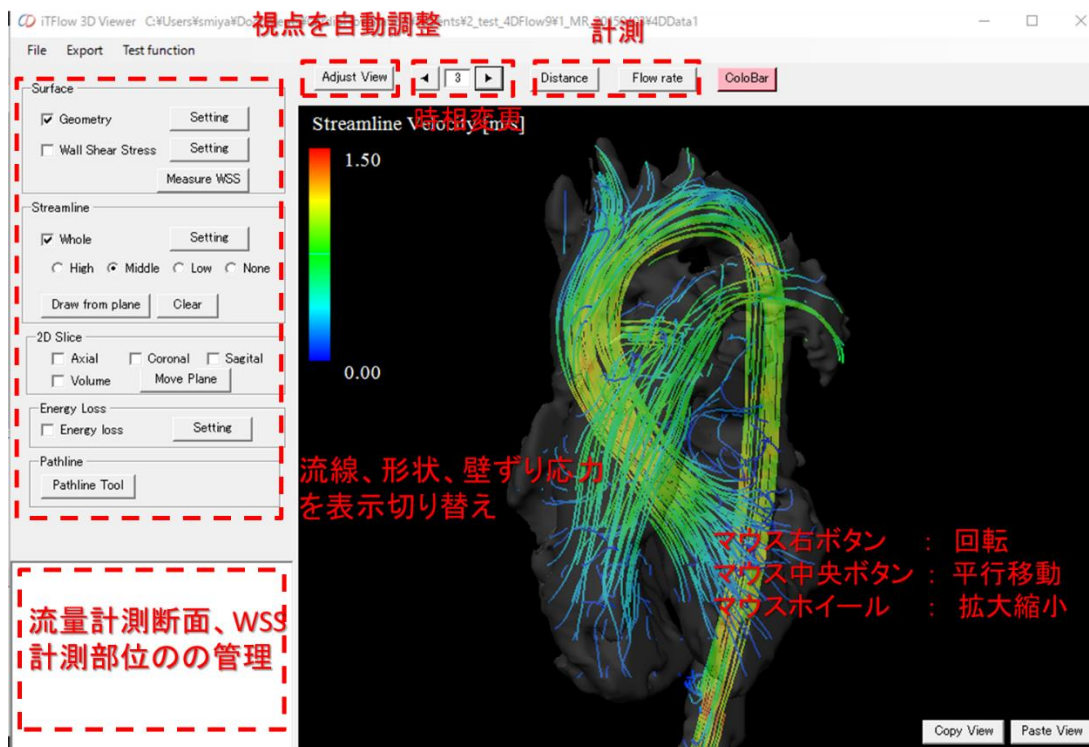 iTFlow 3D Viewer C:¥Users¥smiya¥Do
ents¥2_test_4DFlow9¥1_MR_
4DData1
視点を自動調整
計測
File Export Test function
Adjust View 3 Distance Flow rate ColoBar
時相変更
Surface
Geometry Setting
Wall Shear Stress Setting
Measure WSS
Streamline
Whole Setting
High Middle Low None
Draw from plane Clear
2D Slice
Axial Coronal Sagital
Volume Move Plane
Energy Loss
Energy loss Setting
Pathline
Pathline Tool
Streamline Velocity [m/s]
1.50
0.00
流線、形状、壁ずり応力
を表示切り替え
マウス右ボタン : 回転
マウス中央ボタン : 平行移動
マウスホイール : 拡大縮小
流量計測断面、WSS
計測部位のの管理
Copy View Paste View